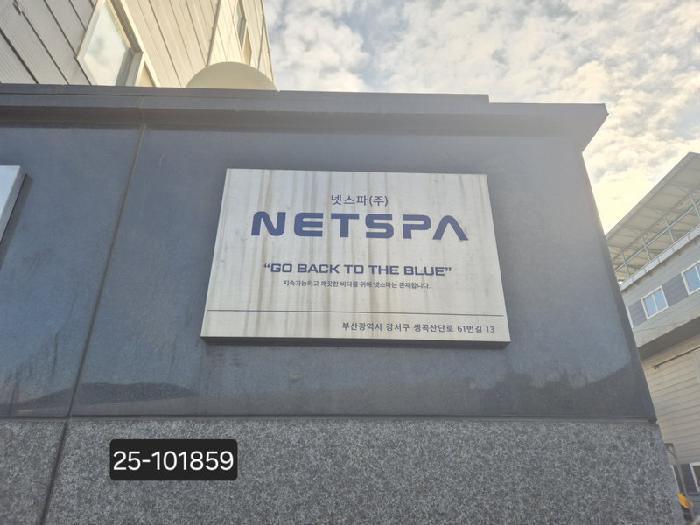 넷스파(주)
NETSPA
“GO BACK TO THE BLUE”
지속가능하고 깨끗한 바다를 위해 넷스파는 존재합니다.
부산광역시 강서구 생곡산단로 61번길 13
25-101859